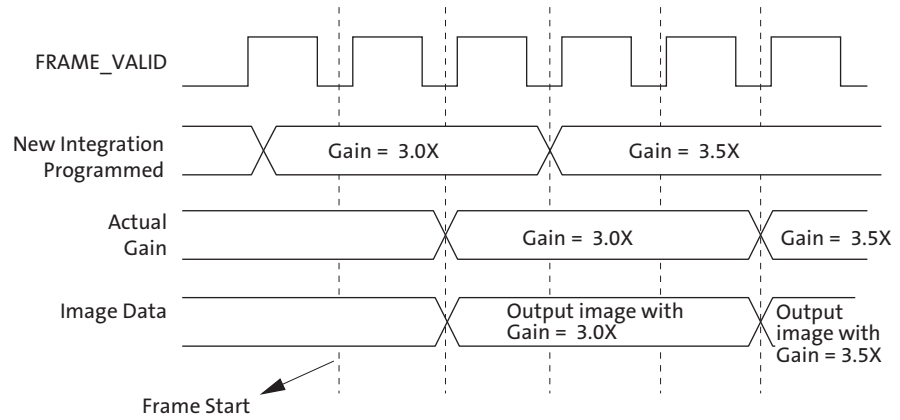 FRAME_VALID
New Integration
Programmed
Gain = 3.0X
Gain = 3.5X
Actual
Gain
Gain = 3.0X
Gain = 3.5X
Image Data
Output image with
Gain = 3.0X
Output
image with
Gain = 3.5X
Frame Start